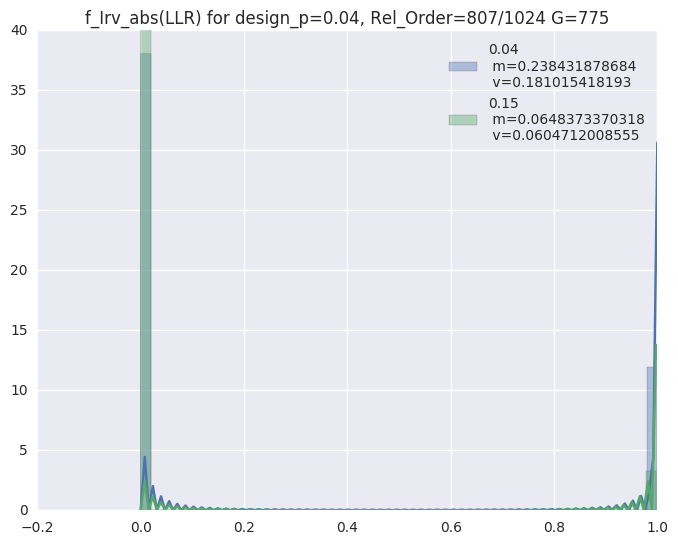 f_Irv_abs(LLR) for design_p=0.04, Rel_Order=807/1024 G=775
40
35
30
25
20
15
10
5
0
0.04
m=0.238431878684
v=0.181015418193
0.15
m=0.0648373370318
v=0.0604712008555
−0.2 0.0 0.2 0.4 0.6 0.8 1.0